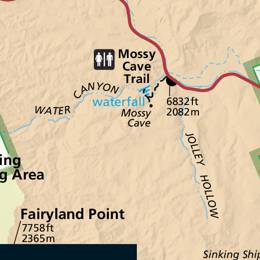 Mossy
Cave
Trail
WATER CANYON
waterfall
Mossy
Cave
6832ft
2082m
JOLLEY HOLLOW
ing
g Area
Fairyland Point
7758ft
2365m
Sinking Ship